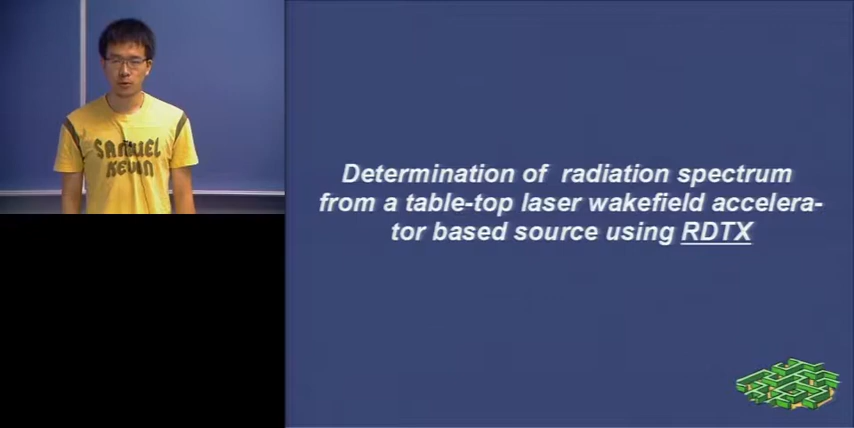 SAMUEL
KEVIN
Determination of radiation spectrum
from a table-top laser wakefield accelera-
tor based source using RDTX